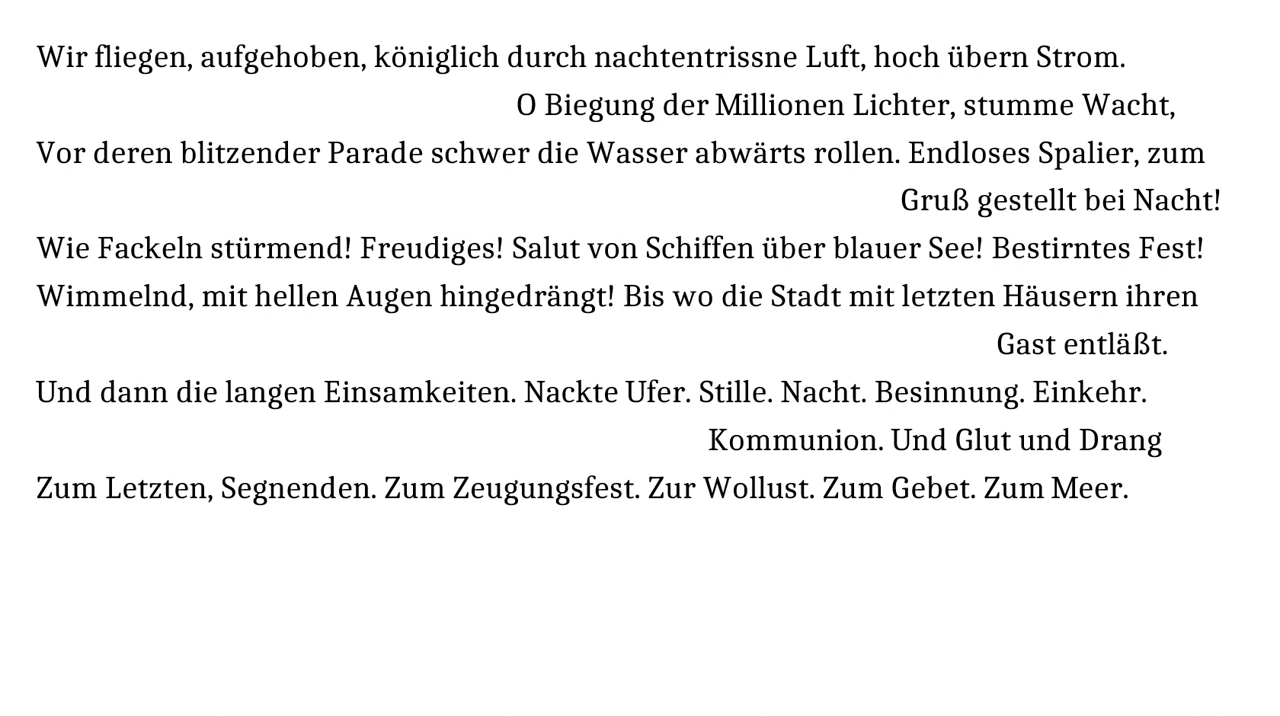 Wir fliegen, aufgehoben, königlich durch nachtentrissne Luft, hoch übern Strom.
O Biegung der Millionen Lichter, stumme Wacht,
Vor deren blitzender Parade schwer die Wasser abwärts rollen. Endloses Spalier, zum
Gruß gestellt bei Nacht!
Wie Fackeln stürmend! Freudiges! Salut von Schiffen über blauer See! Bestirntes Fest!
Wimmelnd, mit hellen Augen hingedrängt! Bis wo die Stadt mit letzten Häusern ihren
Gast entläßt.
Und dann die langen Einsamkeiten. Nackte Ufer. Stille. Nacht. Besinnung. Einkehr.
Kommunion. Und Glut und Drang
Zum Letzten, Segnenden. Zum Zeugungsfest. Zur Wollust. Zum Gebet. Zum Meer.